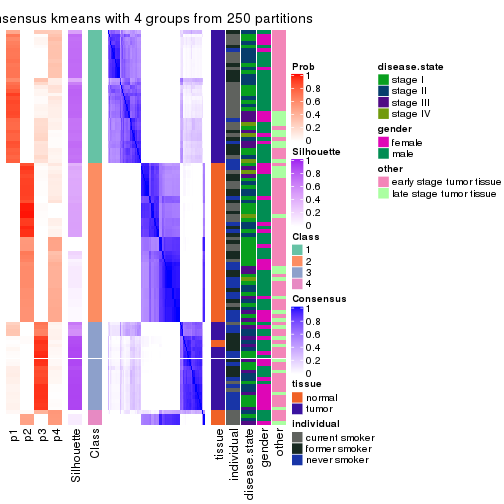 nsensus kmeans with 4 groups from 250 partitions
Prob
1
0.8
0.6
0.4
0.2
0
Silhouette
1
0.8
0.6
0.4
0.2
0
Class
1
2
3
4
Consensus
1
0.8
0.6
0.4
0.2
0
tissue
normal
tumor
individual
current smoker
former smoker
never smoker
disease.state
stage I
stage II
stage III
stage IV
gender
female
male
other
early stage tumor tissue
late stage tumor tissue
p1
p2
p3
p4
Silhouette
Class
tissue
individual
disease.state
gender
other